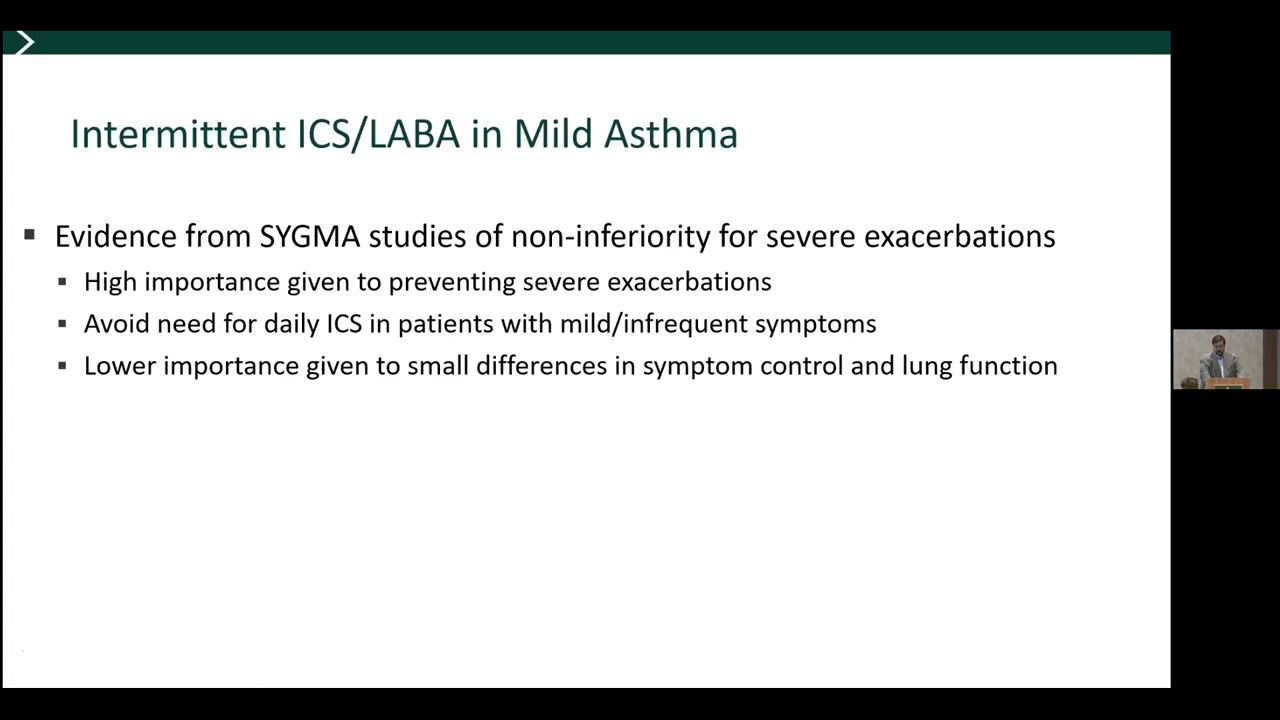 Intermittent ICS/LABA in Mild Asthma
Evidence from SYGMA studies of non-inferiority for severe exacerbations
High importance given to preventing severe exacerbations
Avoid need for daily ICS in patients with mild/infrequent symptoms
Lower importance given to small differences in symptom control and lung function